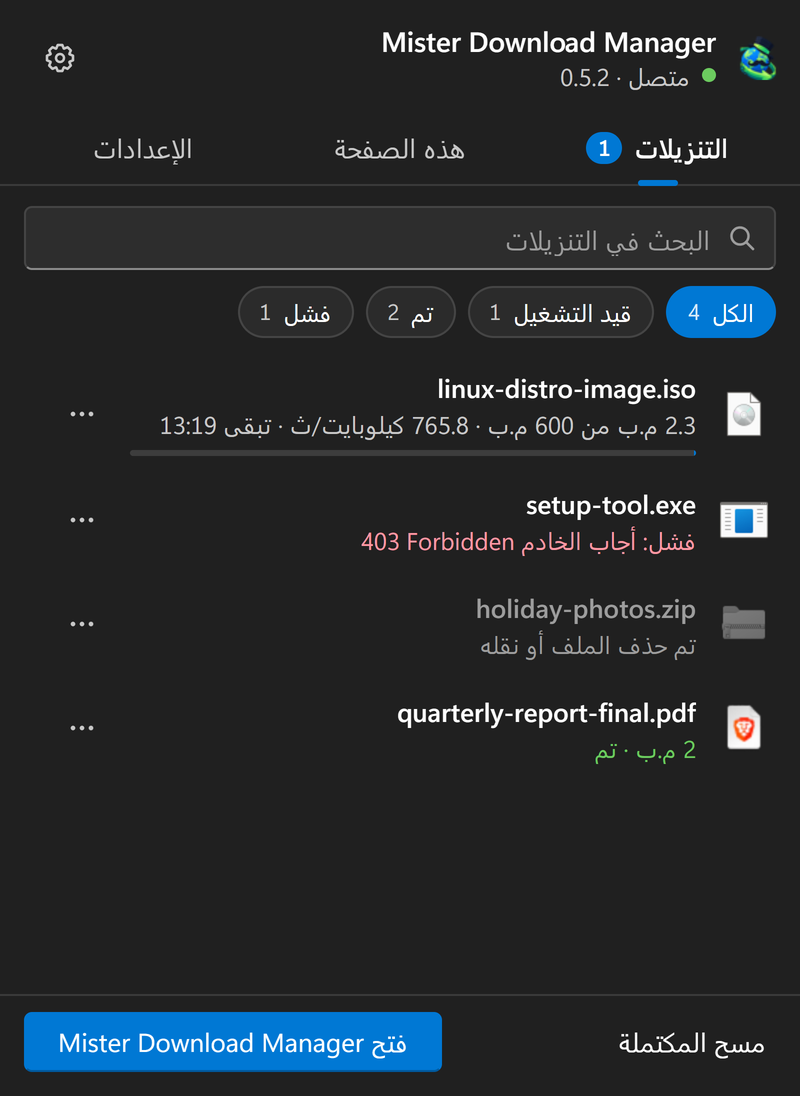 Mister Download Manager
متصل · 0.5.2
التنزيلات 1
هذه الصفحة
الإعدادات
البحث في التنزيلات
الكل 4
قيد التشغيل 1
تم 2
فشل 1
linux-distro-image.iso
2.3 م.ب من 600 م.ب · 765.8 كيلوبايت/ث · تبقى 13:19
setup-tool.exe
فشل: أجاب الخادم 403 Forbidden
holiday-photos.zip
تم حذف الملف أو نقله
quarterly-report-final.pdf
2 م.ب · تم
مسح المكتملة
فتح Mister Download Manager